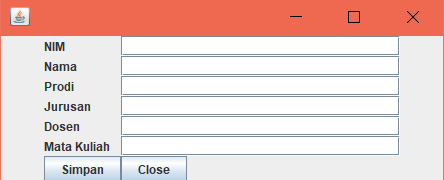 NIM
Nama
Prodi
Jurusan
Dosen
Mata Kuliah
Simpan Close